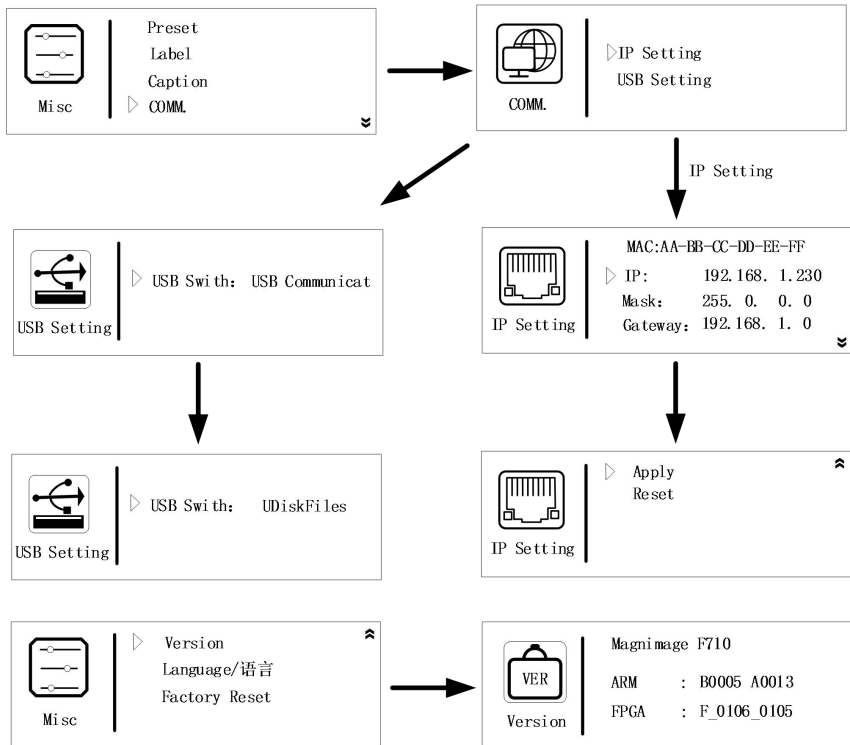 Preset
Label
Caption
COMM.
Misc
IP Setting
USB Setting
COMM.
IP Setting
USB Swith: USB Communicat
USB Setting
MAC:AA-BB-CC-DD-EE-FF
IP: 192.168. 1.230
Mask: 255. 0. 0. 0
Gateway: 192.168. 1. 0
IP Setting
USB Swith: UDiskFiles
USB Setting
Apply
Reset
IP Setting
Version
Language/语言
Factory Reset
Misc
Magnimage F710
VER
ARM : B0005 A0013
FPGA : F_0106_0105
Version